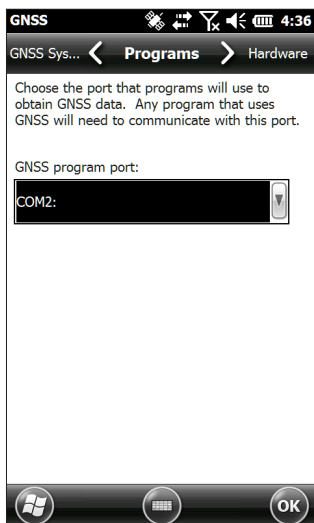 GNSS 4:36
GNSS Sys... Programs Hardware
Choose the port that programs will use to
obtain GNSS data. Any program that uses
GNSS will need to communicate with this port.
GNSS program port:
COM2:
OK